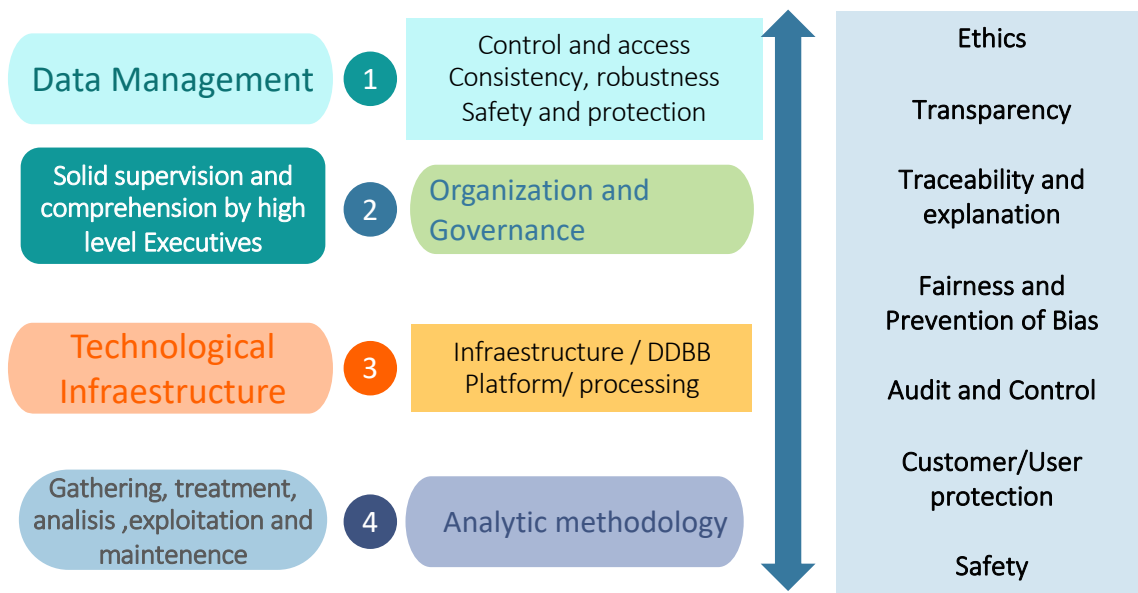 Data Management
1
Control and access
Consistency, robustness
Safety and protection
Solid supervision and
comprehension by high
level Executives
2
Organization and
Governance
Technological
Infraestructure
3
Infraestructure / DDBB
Platform/ processing
Gathering, treatment,
analisis ,exploitation and
maintenence
4
Analytic methodology
Ethics
Transparency
Traceability and
explanation
Fairness and
Prevention of Bias
Audit and Control
Customer/User
protection
Safety